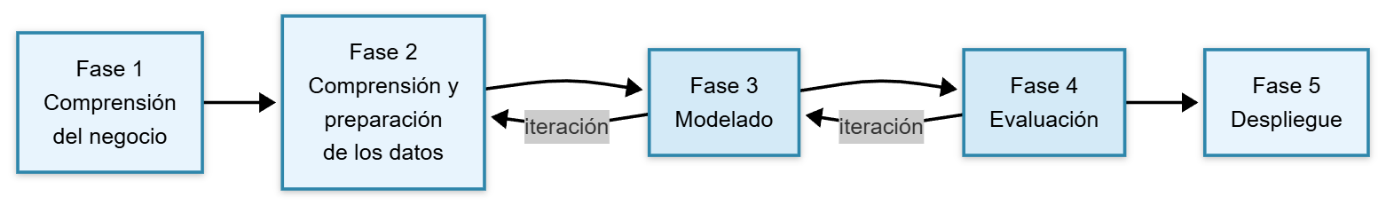 Fase 1
Comprensión
del negocio
Fase 2
Comprensión y
preparación
de los datos
iteración
Fase 3
Modelado
iteración
Fase 4
Evaluación
Fase 5
Despliegue